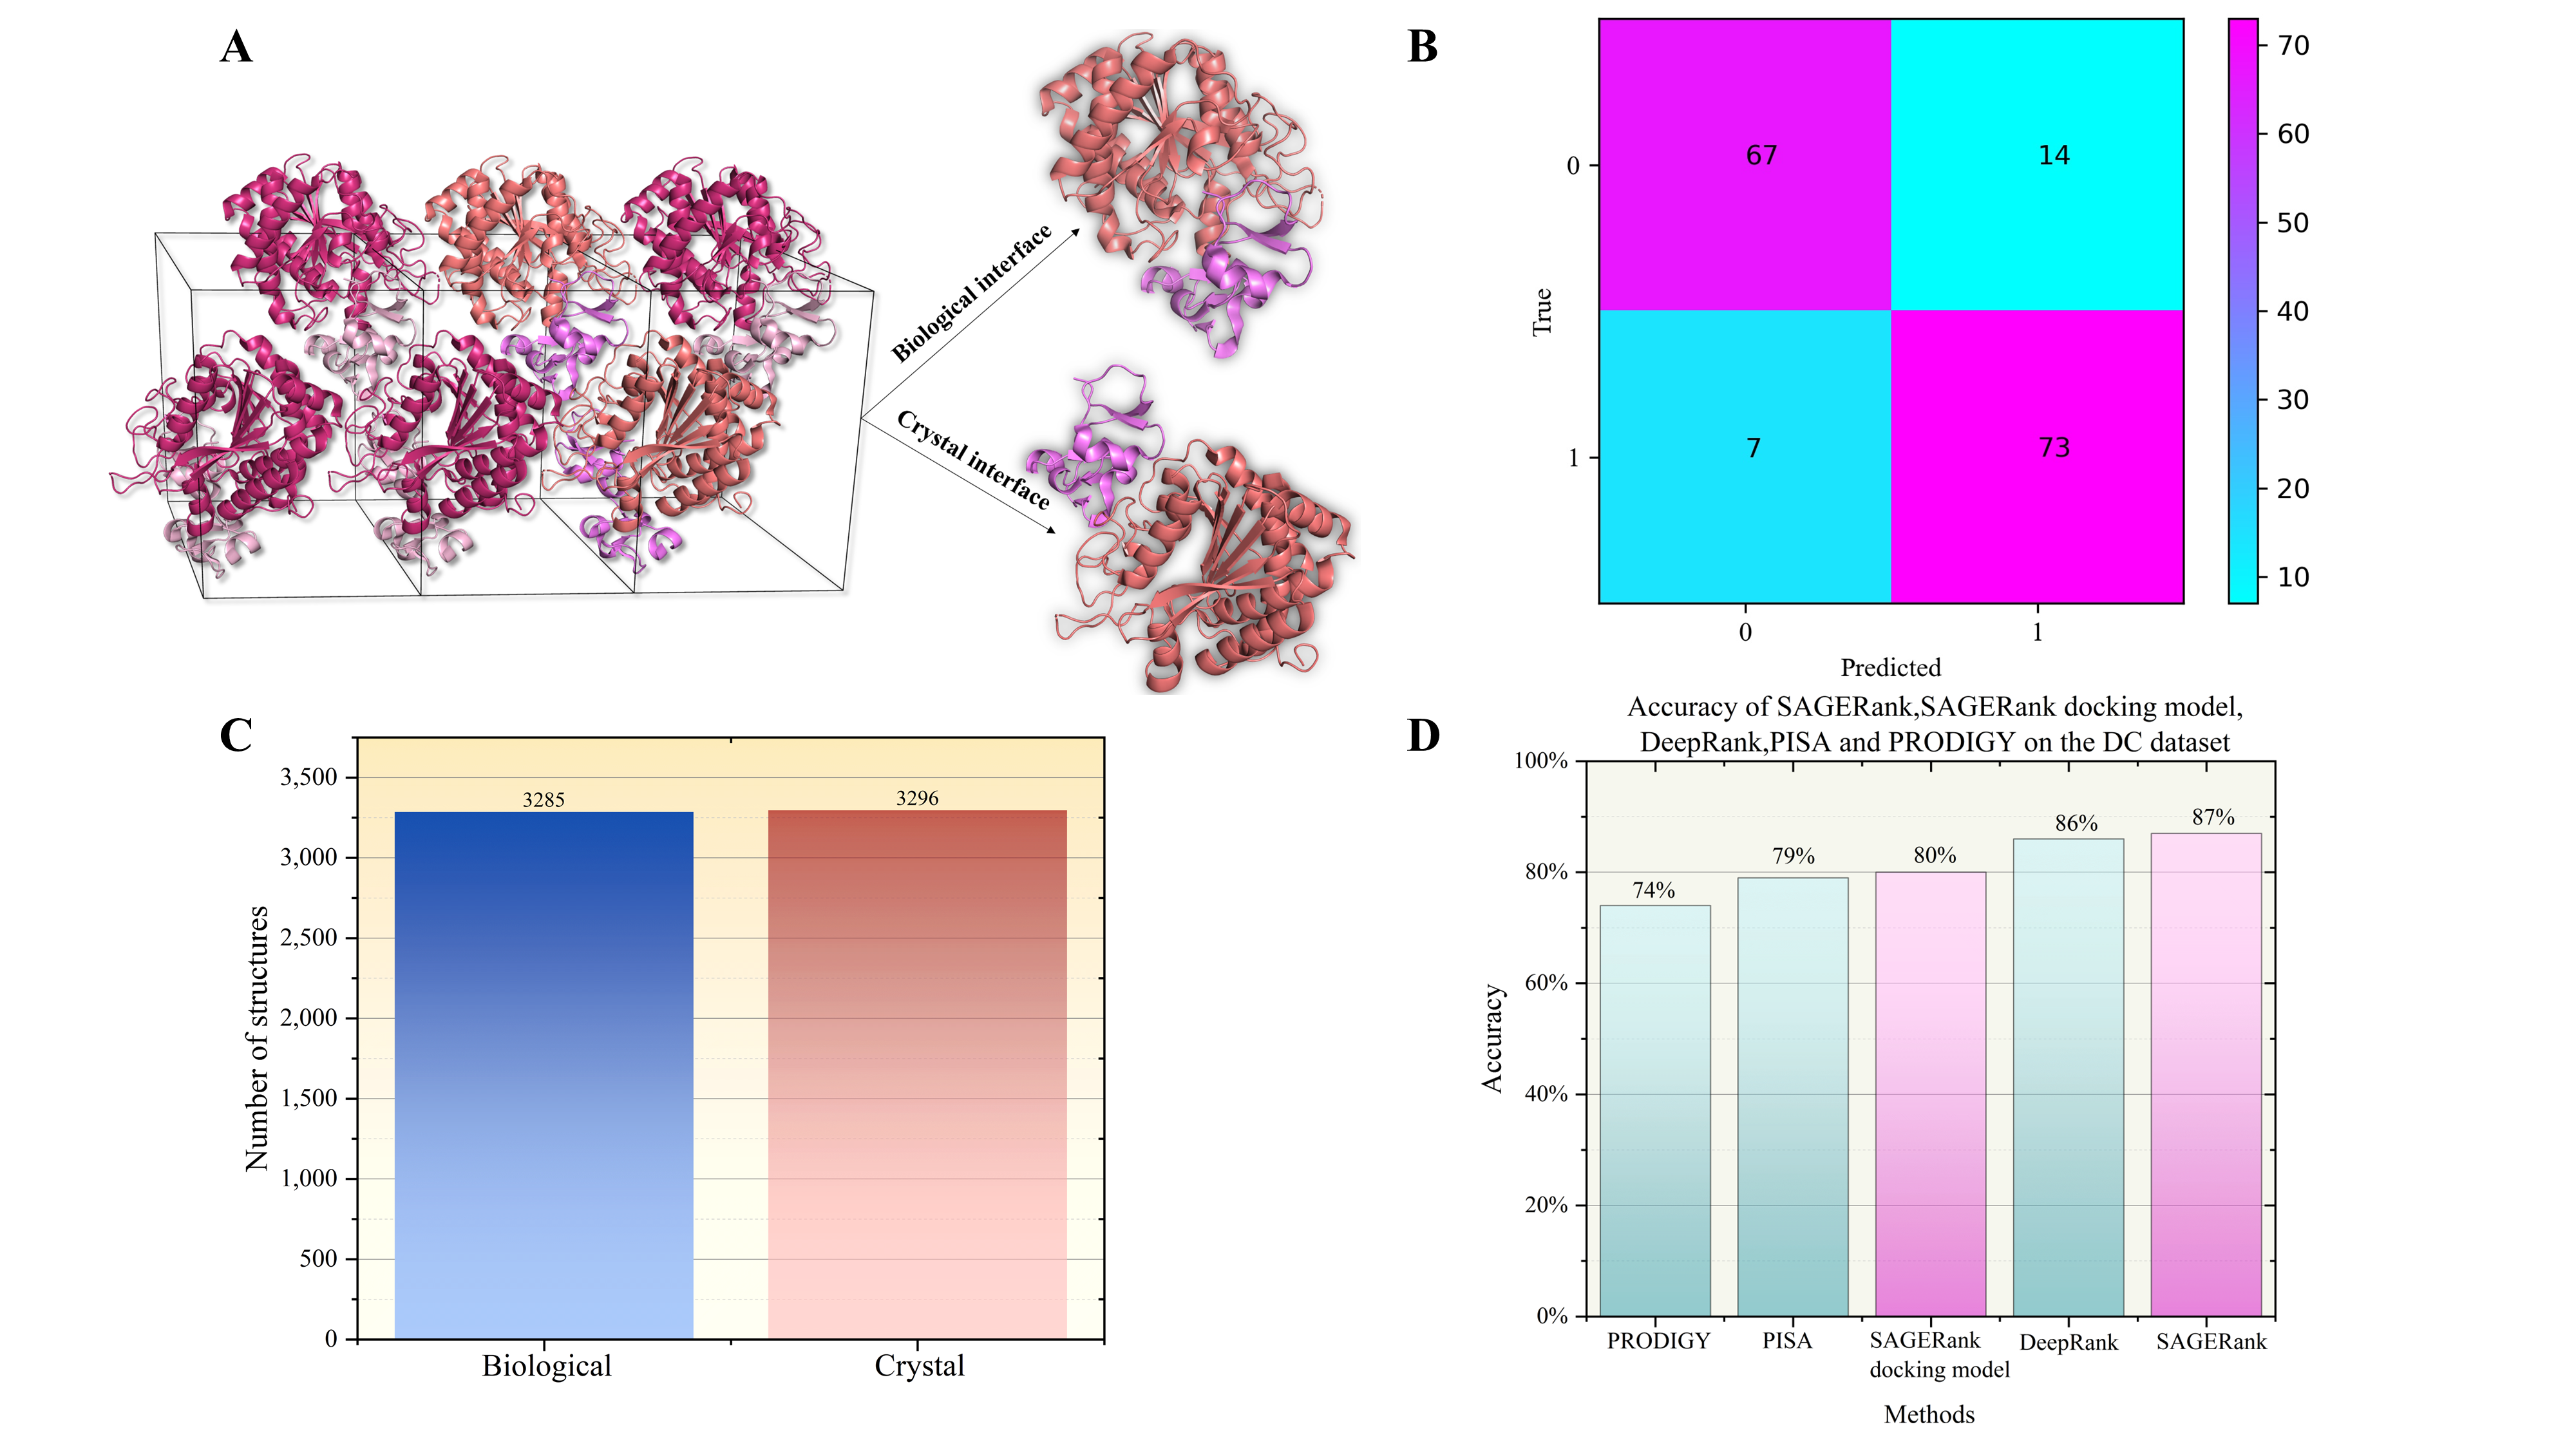 A
Biological interface
Crystal interface
B
67
14
7
73
0
1
True
0
1
Predicted
70
60
50
40
30
20
10
C
3,500
3,000
2,500
2,000
1,500
1,000
500
0
Number of structures
3285
3296
Biological
Crystal
D
Accuracy of SAGERank,SAGERank docking model,
DeepRank,PISA and PRODIGY on the DC dataset
100%
80%
60%
40%
20%
0%
Accuracy
74%
79%
80%
86%
87%
PRODIGY
PISA
SAGERank
docking model
DeepRank
SAGERank
Methods